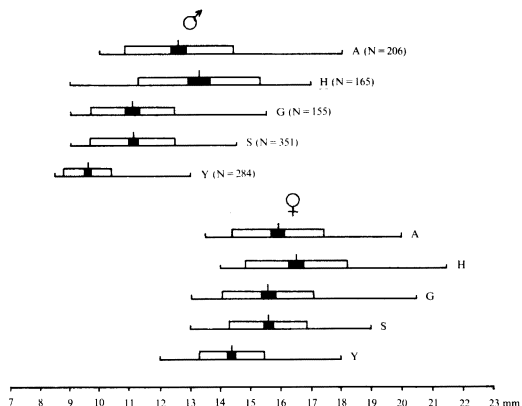 ♂
A (N = 206)
H (N = 165)
G (N = 155)
S (N = 351)
Y (N = 284)
♀
A
H
G
S
Y
7 8 9 10 11 12 13 14 15 16 17 18 19 20 21 22 23 mm